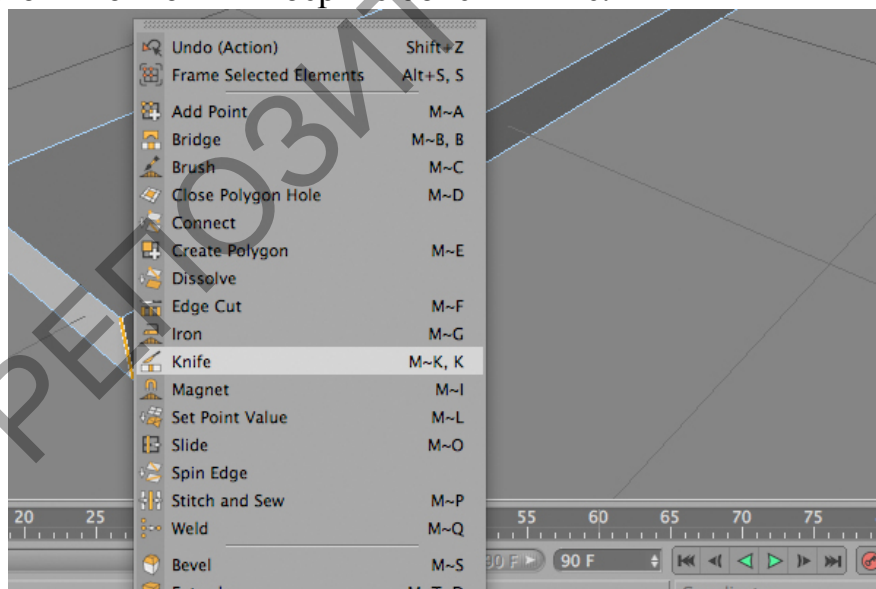 Undo (Action) Shift+Z
Frame Selected Elements Alt+S, S
Add Point M~A
Bridge M~B, B
Brush M~C
Close Polygon Hole M~D
Connect
Create Polygon M~E
Dissolve
Edge Cut M~F
Iron M~G
Knife M~K, K
Magnet M~I
Set Point Value M~L
Slide M~O
Spin Edge
Stitch and Sew M~P
Weld M~Q
20 25 55 60 65 70 75
Bevel M~S
90 F 90 F
РЕПОЗИТ